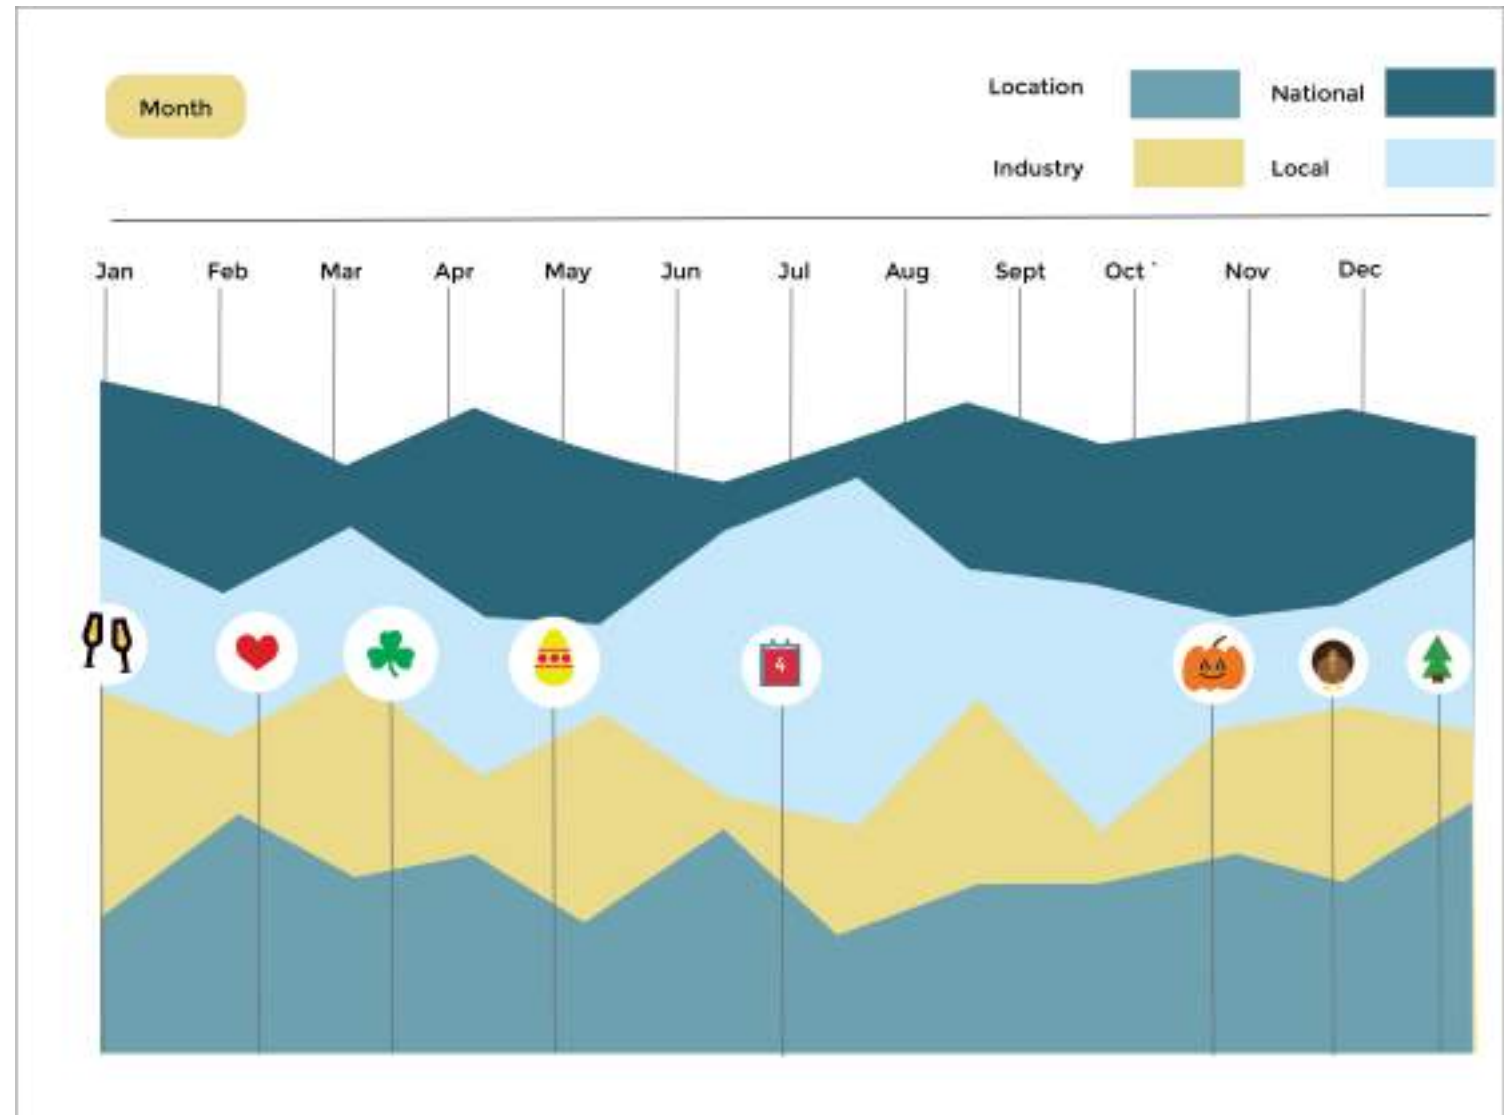 Month
Location
National
Industry
Local
Jan Feb Mar Apr May Jun Jul Aug Sept Oct Nov Dec
4